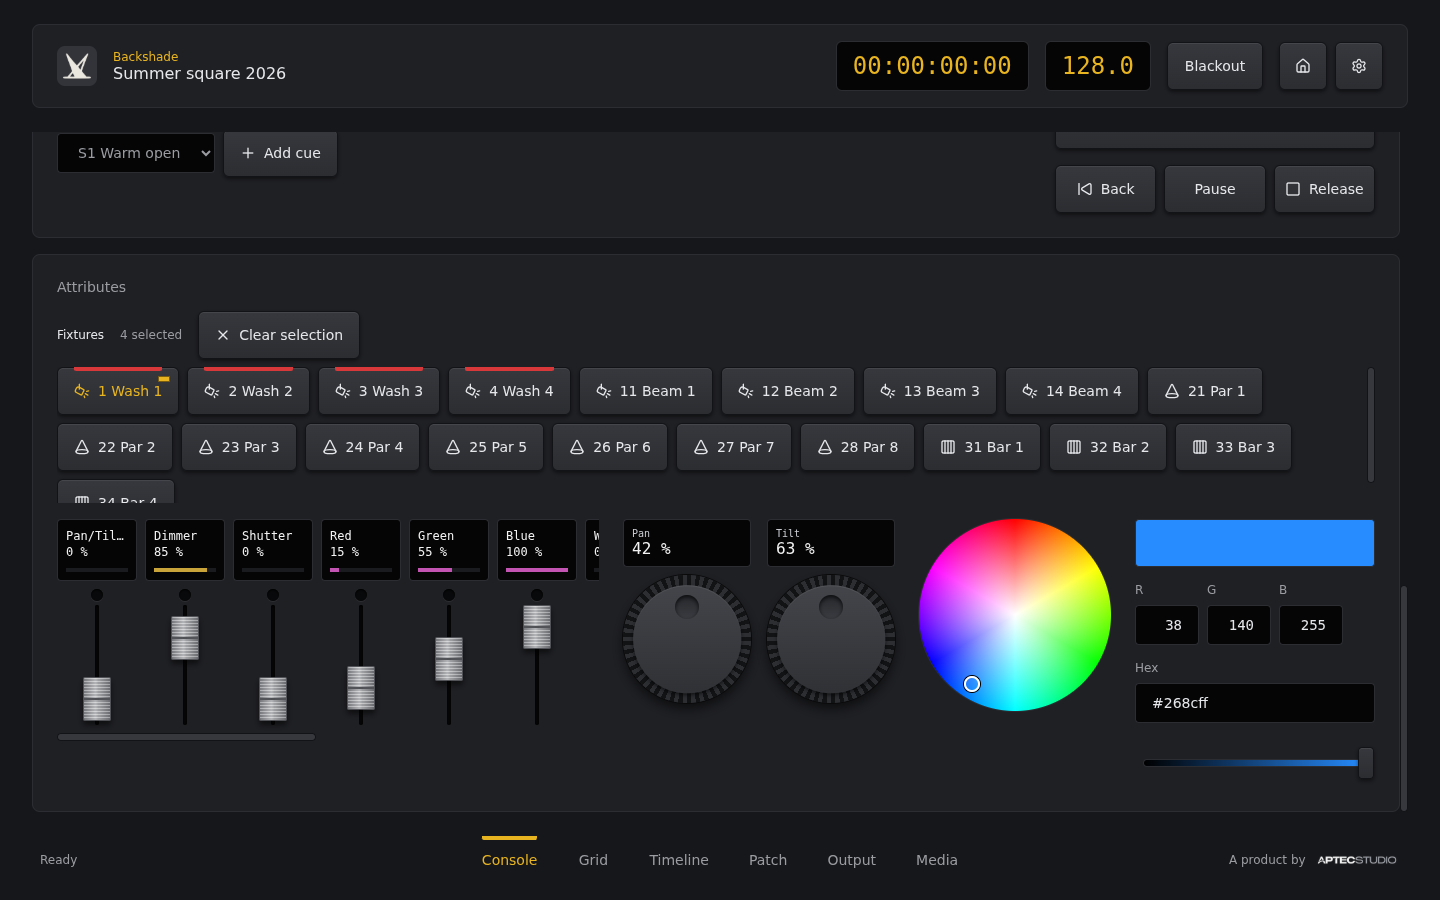 Backshade
Summer square 2026
00:00:00:00
128.0
Blackout
S1 Warm open
Add cue
Back
Pause
Release
Attributes
Fixtures
4 selected
Clear selection
1 Wash 1
2 Wash 2
3 Wash 3
4 Wash 4
11 Beam 1
12 Beam 2
13 Beam 3
14 Beam 4
21 Par 1
22 Par 2
23 Par 3
24 Par 4
25 Par 5
26 Par 6
27 Par 7
28 Par 8
31 Bar 1
32 Bar 2
33 Bar 3
34 Bar 4
Pan/Til…
0 %
Dimmer
85 %
Shutter
0 %
Red
15 %
Green
55 %
Blue
100 %
Pan
42 %
Tilt
63 %
R
G
B
38
140
255
Hex
#268cff
Ready
Console
Grid
Timeline
Patch
Output
Media
A product by
APTECSTUDIO